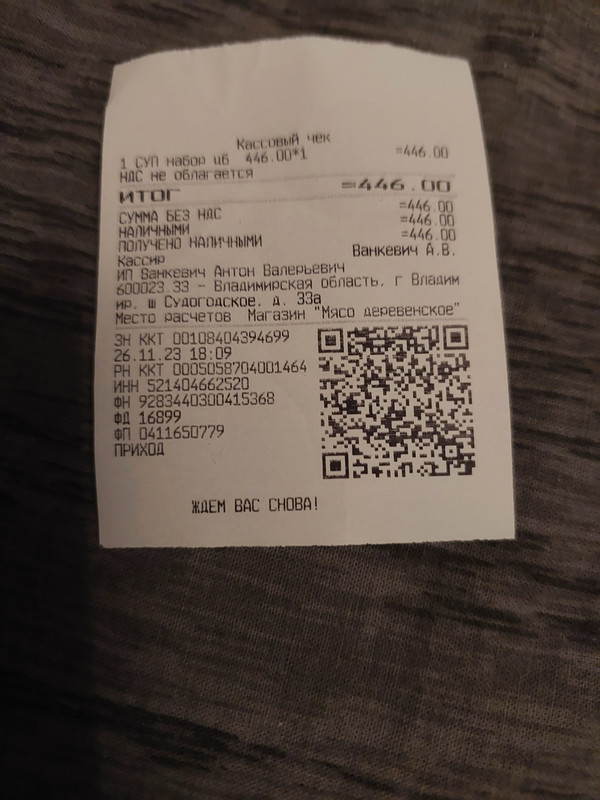 Кассовый чек
1 СУП набор цб 446.00*1 =446.00
НДС не облагается
ИТОГ =446.00
СУММА БЕЗ НДС =446.00
НАЛИЧНЫМИ =446.00
ПОЛУЧЕНО НАЛИЧНЫМИ =446.00
Кассир Ванкевич А.В.
ИП Ванкевич Антон Валерьевич
600023.33 - Владимирская область, г Владим
ир, ш Судогодское, д. 33а
Место расчетов Магазин "Мясо деревенское"
ЗН ККТ 00108404394699
26.11.23 18:09
РН ККТ 0005058704001464
ИНН 521404662520
ФН 9283440300415368
ФД 16899
ФП 0411650779
ПРИХОД
ЖДЕМ ВАС СНОВА!